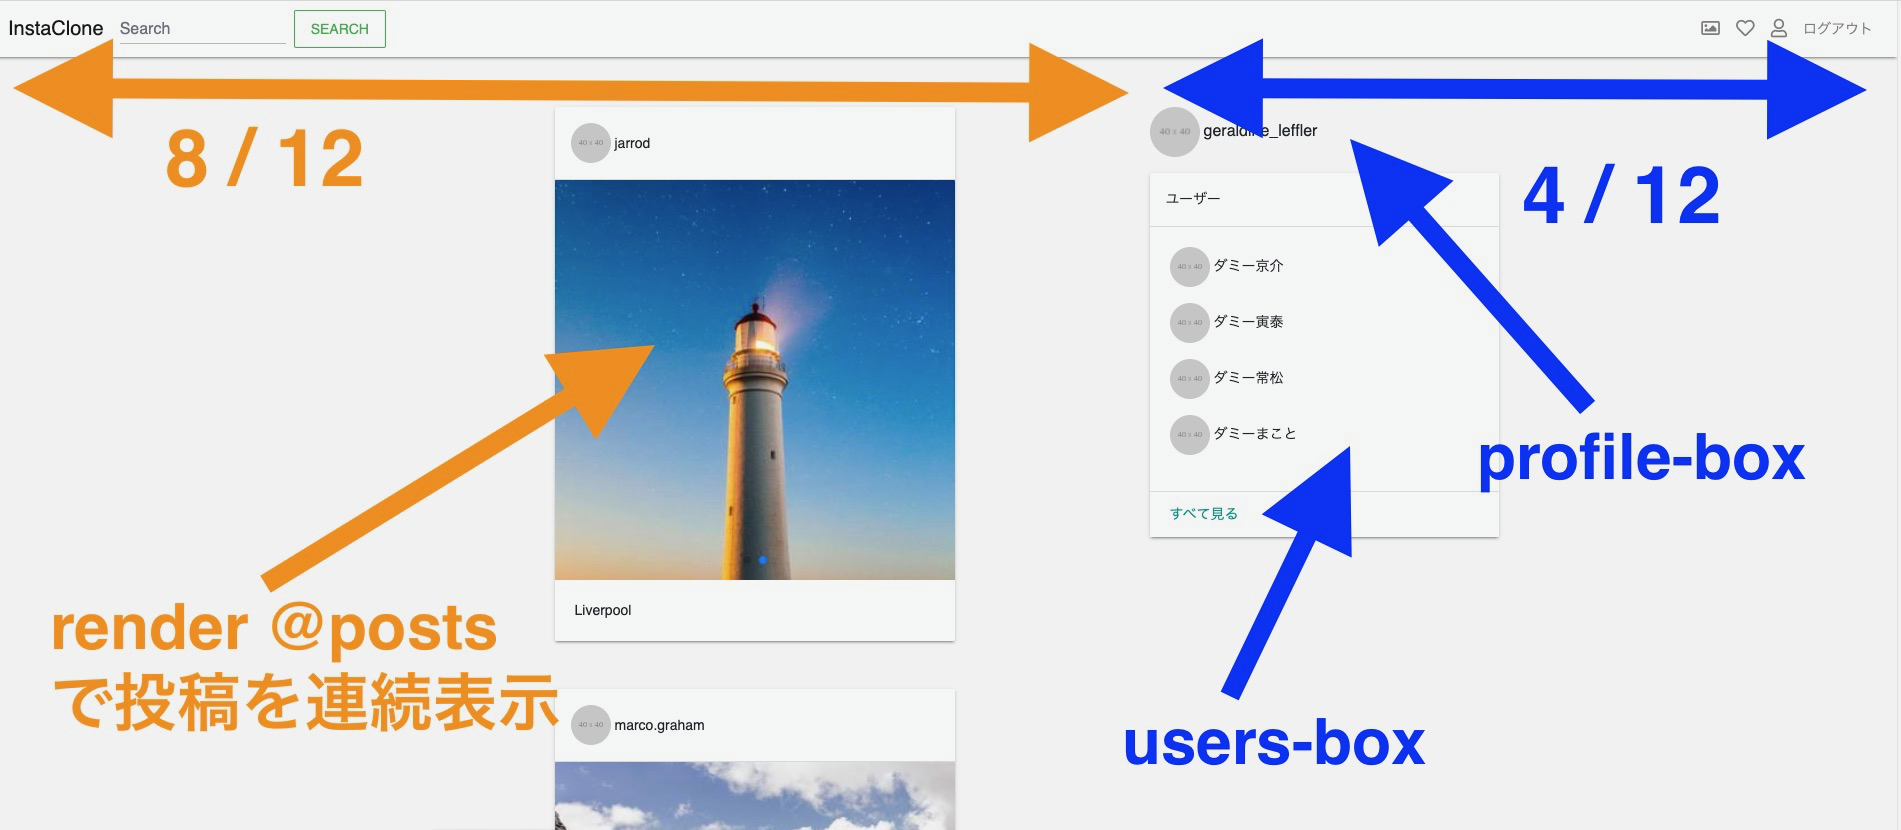 InstaClone Search SEARCH ログアウト
8 / 12
4 / 12
40 x 40 jarrod
40 x 40 geraldine_leffler
ユーザー
40 x 40 ダミー京介
40 x 40 ダミー寅泰
40 x 40 ダミー常松
40 x 40 ダミーまこと
すべて見る
profile-box
users-box
render @posts
で投稿を連続表示
Liverpool
40 x 40 marco.graham